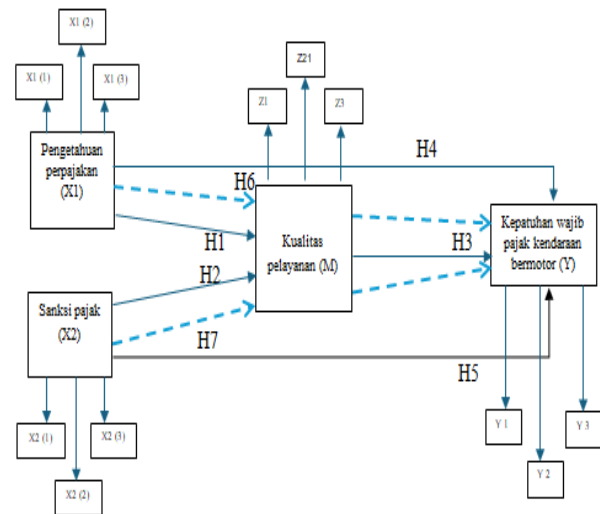 X1 (2)
X1 (1)
X1 (3)
Z21
Z1
Z3
Pengetahuan
perpajakan
(X1)
H4
H6
H1
H2
Kualitas
pelayanan (M)
H3
Kepatuhan wajib
pajak kendaraan
bermotor (Y)
Sanksi pajak
(X2)
H7
H5
X2 (1)
X2 (3)
X2 (2)
Y 1
Y 3
Y 2